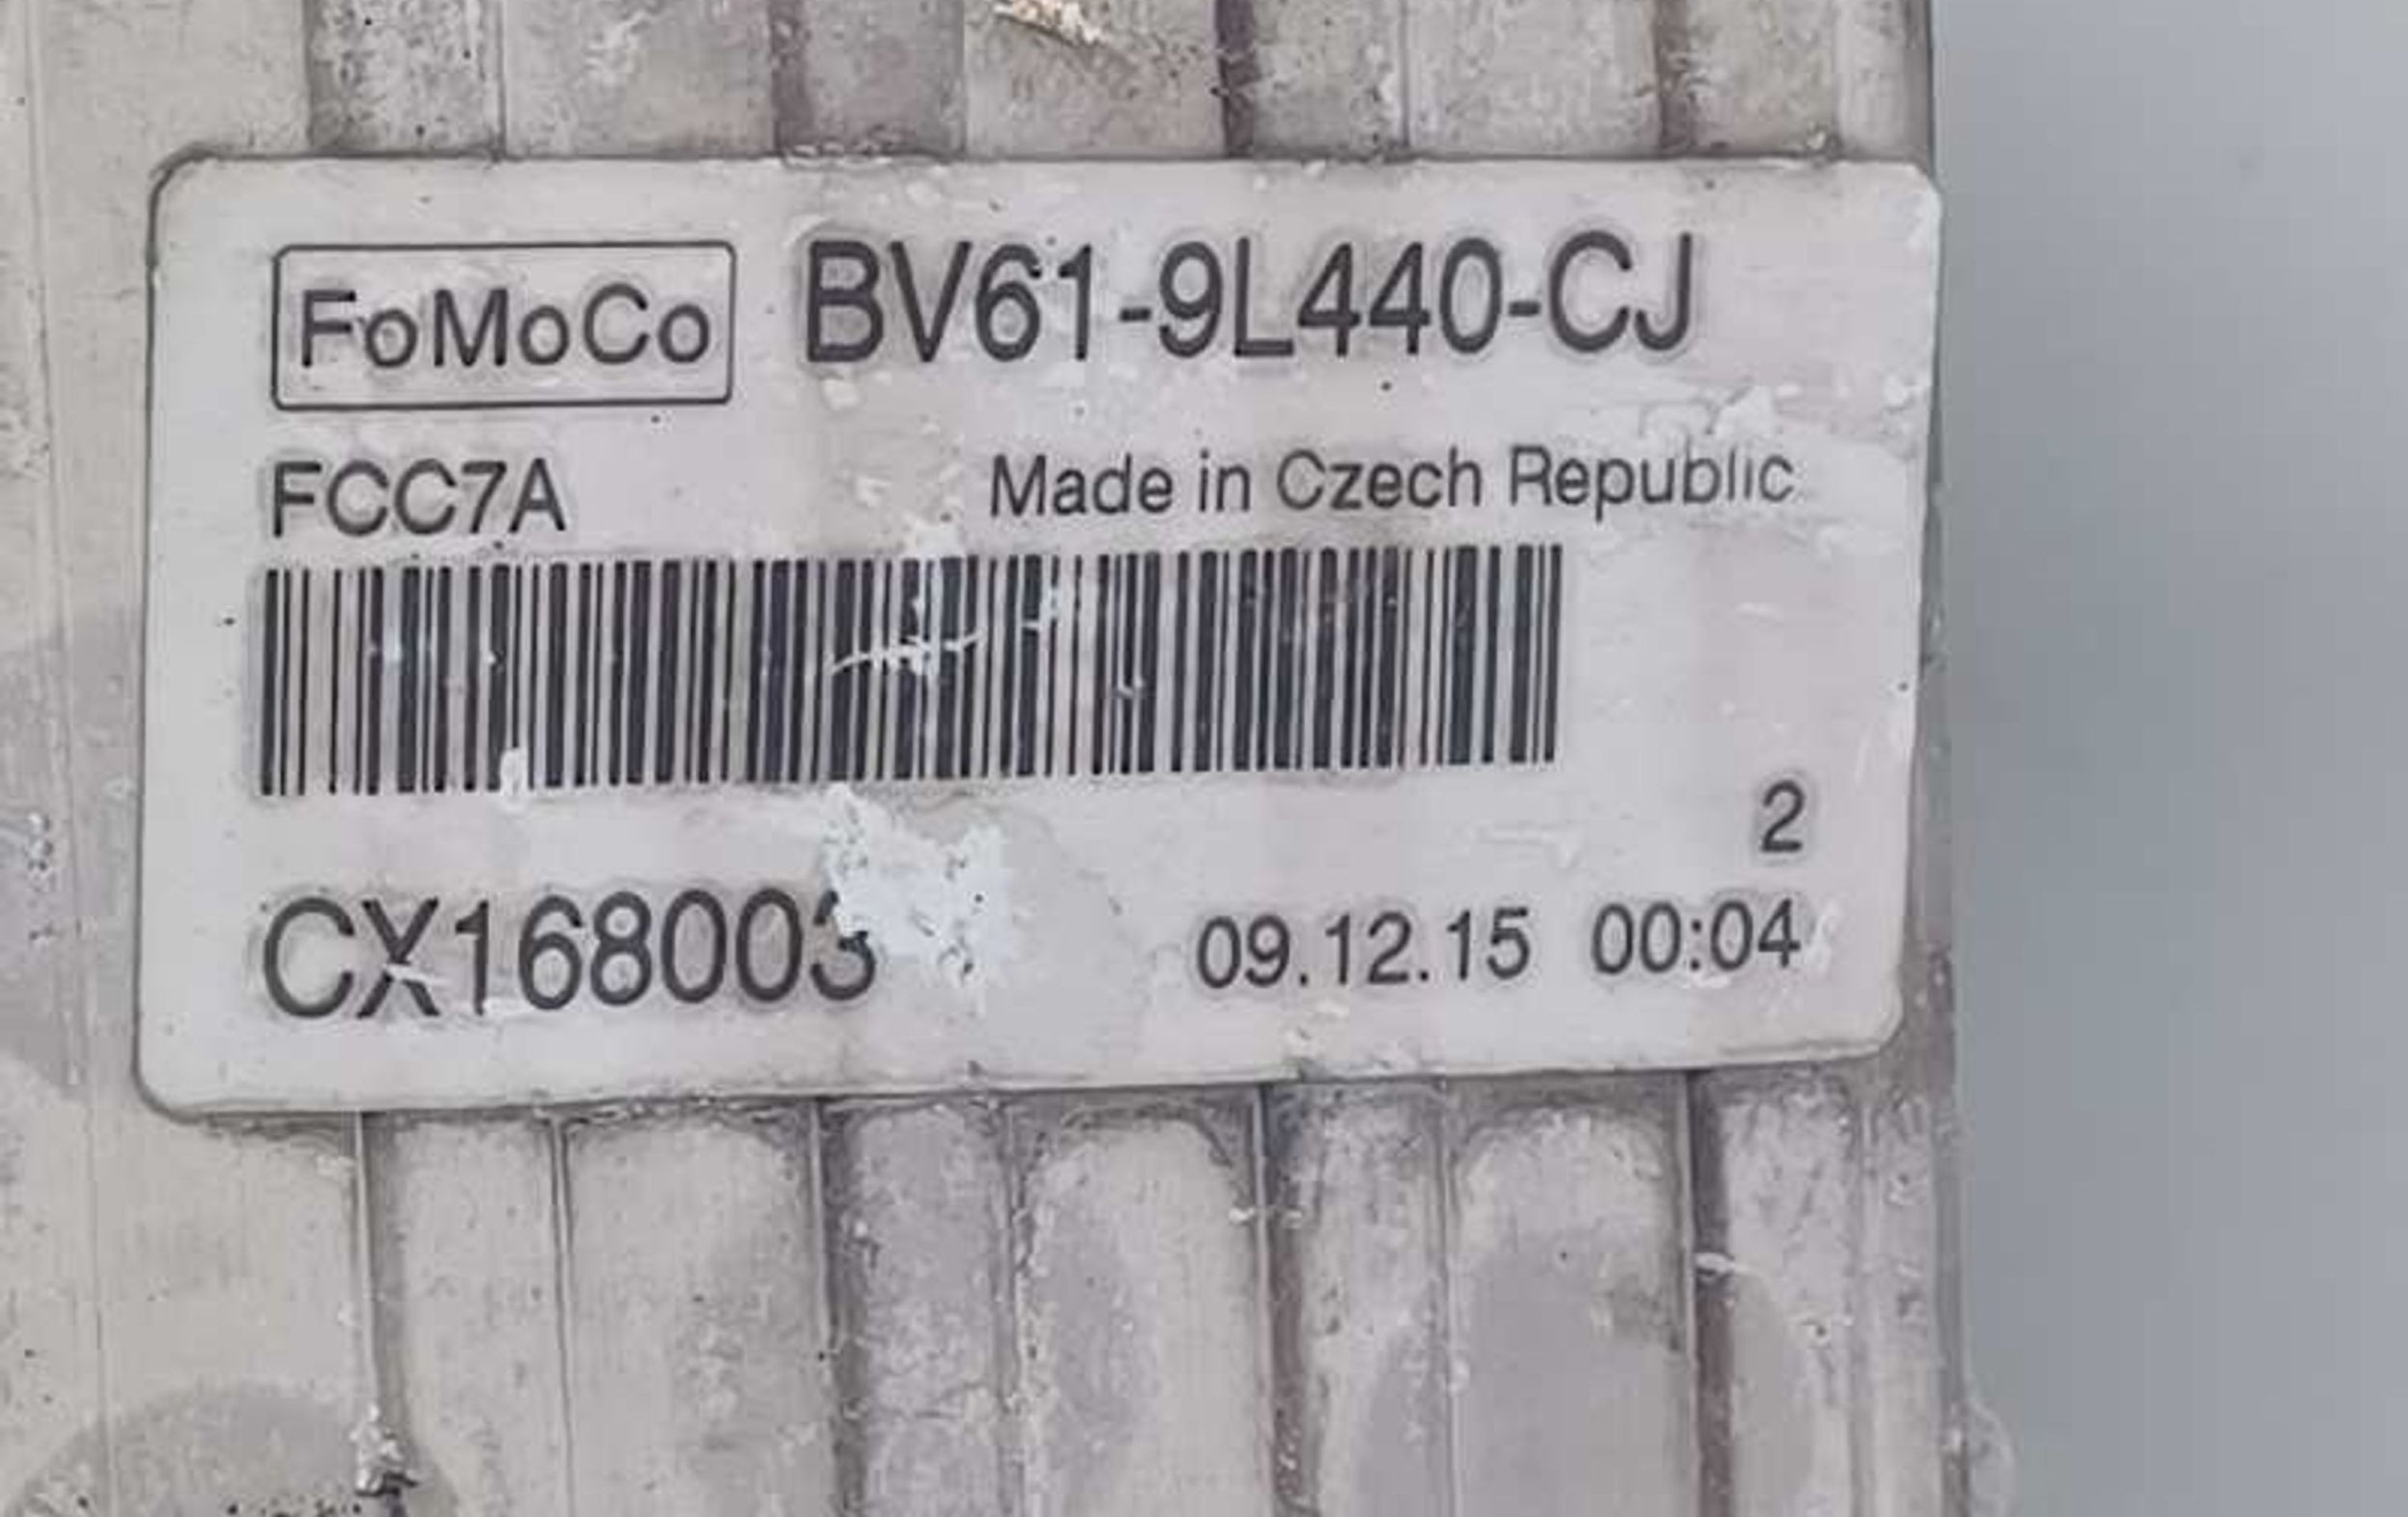 FoMoCo BV61-9L440-CJ
FCC7A Made in Czech Republic
2
CX168003 09.12.15 00:04